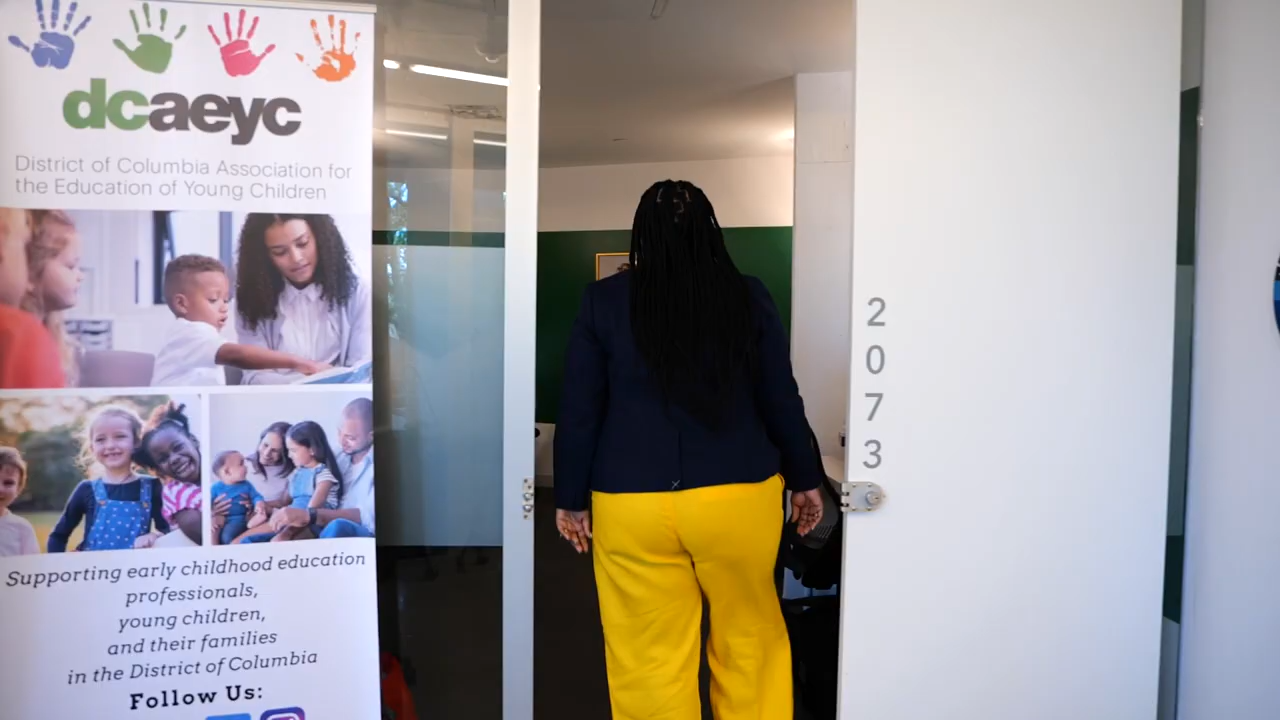 dcaeyc
District of Columbia Association for
the Education of Young Children
Supporting early childhood education
professionals,
young children,
and their families
in the District of Columbia
Follow Us:
2
0
7
3